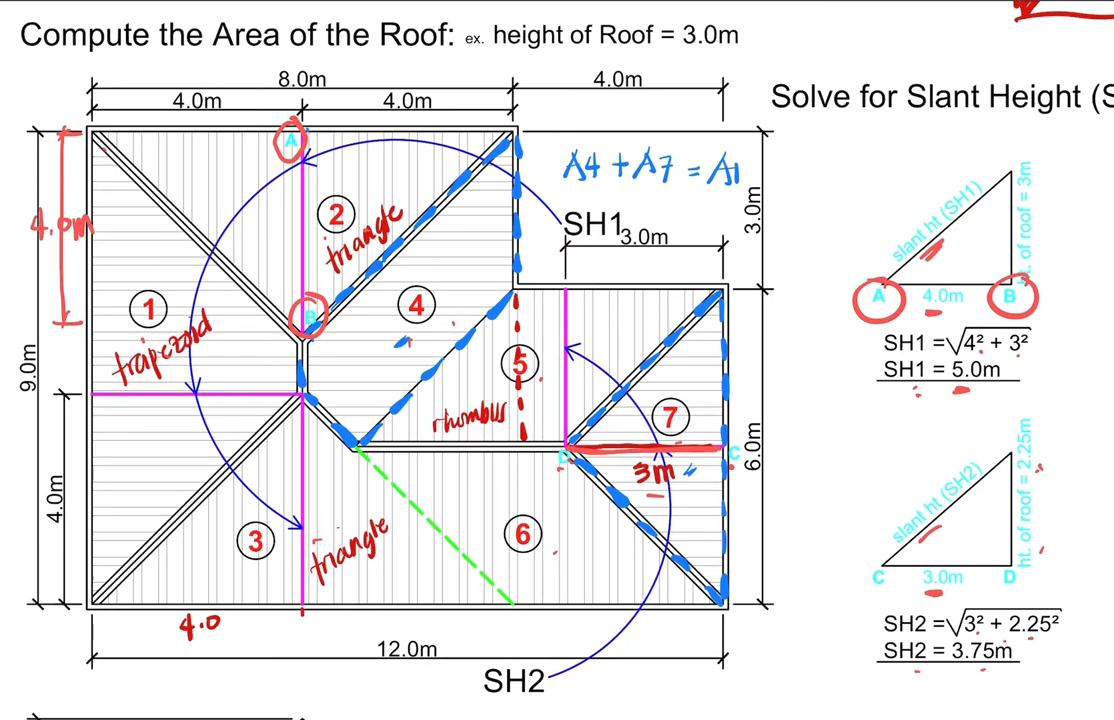 Compute the Area of the Roof: ex. height of Roof = 3.0m
8.0m
4.0m
4.0m
4.0m
Solve for Slant Height (S
A
A4 + A7 = A1
4.0m
2
triangle
SH1
3.0m
3.0m
slant ht (SH1)
ht. of roof = 3m
A
4.0m
B
SH1 =√4² + 3²
SH1 = 5.0m
1
trapezoid
B
4
9.0m
5
rhombus
7
D
C
3m
6.0m
4.0m
3
triangle
6
slant ht (SH2)
ht. of roof = 2.25m
C
3.0m
D
SH2 =√3² + 2.25²
SH2 = 3.75m
4.0
12.0m
SH2